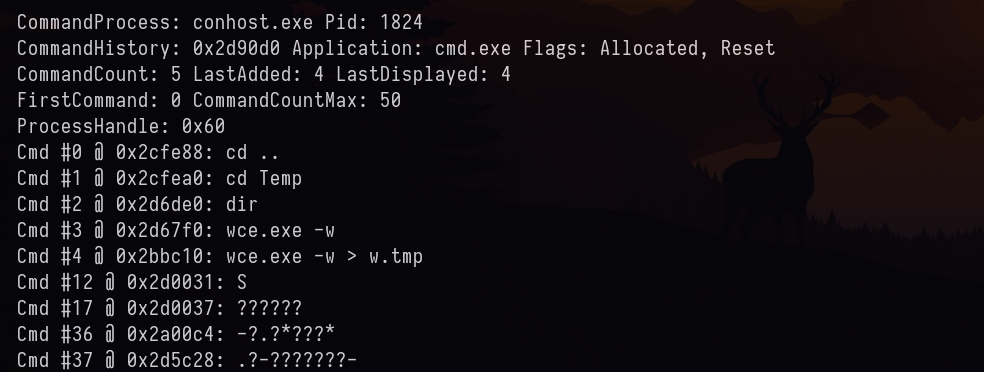 CommandProcess: conhost.exe Pid: 1824
CommandHistory: 0x2d90d0 Application: cmd.exe Flags: Allocated, Reset
CommandCount: 5 LastAdded: 4 LastDisplayed: 4
FirstCommand: 0 CommandCountMax: 50
ProcessHandle: 0x60
Cmd #0 @ 0x2cfe88: cd ..
Cmd #1 @ 0x2cfea0: cd Temp
Cmd #2 @ 0x2d6de0: dir
Cmd #3 @ 0x2d67f0: wce.exe -w
Cmd #4 @ 0x2bbc10: wce.exe -w > w.tmp
Cmd #12 @ 0x2d0031: S
Cmd #17 @ 0x2d0037: ??????
Cmd #36 @ 0x2a00c4: -?.?*???*
Cmd #37 @ 0x2d5c28: .?-???????-